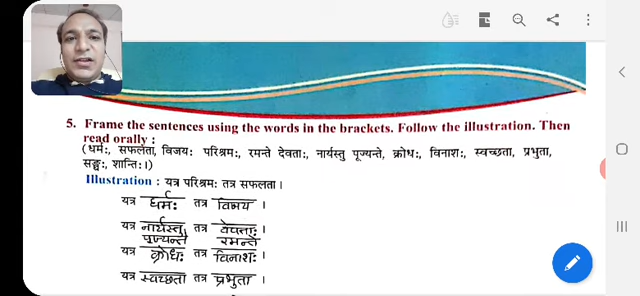 5. Frame the sentences using the words in the brackets. Follow the illustration. Then
read orally :
(धर्मः, सफलता, विजयः परिश्रमः, रमन्ते देवताः, नार्यस्तु पूज्यन्ते, क्रोधः, विनाशः, स्वच्छता, प्रभुता,
सङ्घः, शान्तिः।)
Illustration : यत्र परिश्रमः तत्र सफलता ।
यत्र धर्मः तत्र विजय ।
यत्र नार्यस्तु तत्र देवताः ।
पूज्यन्ते रमन्ते
यत्र क्रोधः तत्र विनाशः ।
यत्र स्वच्छता तत्र प्रभुता ।